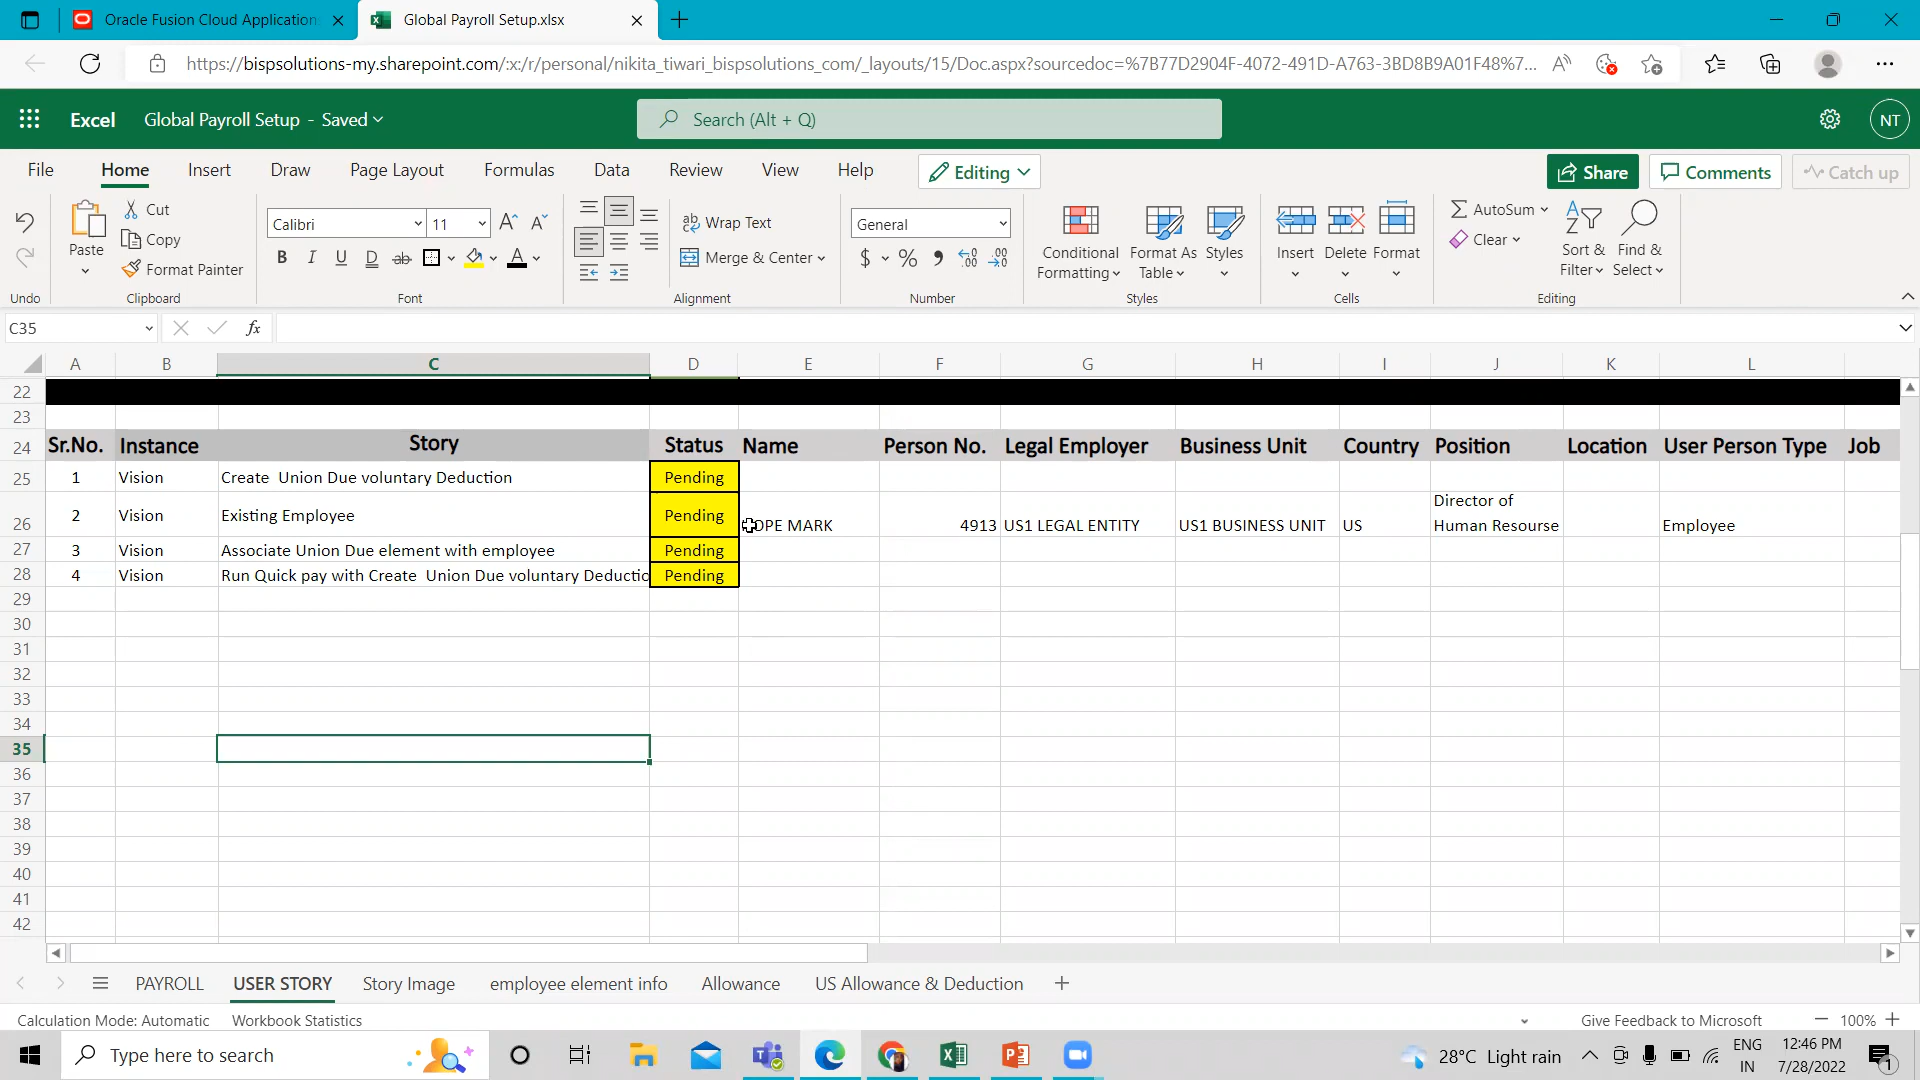 Oracle Fusion Cloud Application
Global Payroll Setup.xlsx
https://bispsolutions-my.sharepoint.com/:x:/r/personal/nikita_tiwari_bispsolutions_com/_layouts/15/Doc.aspx?sourcedoc=%7B77D2904F-4072-491D-A763-3BD8B9A01F48%7...
Excel Global Payroll Setup - Saved
Search (Alt + Q)
NT
File Home Insert Draw Page Layout Formulas Data Review View Help Editing Share Comments Catch up
Paste Cut Copy Format Painter
Calibri 11
Wrap Text
Merge & Center
General
Conditional Formatting
Format As Table
Styles
Insert Delete Format
AutoSum
Clear
Sort & Filter
Find & Select
Undo Clipboard Font Alignment Number Styles Cells Editing
C35 fx
A B C D E F G H I J K L
22
23
24 Sr.No. Instance Story Status Name Person No. Legal Employer Business Unit Country Position Location User Person Type Job
25 1 Vision Create Union Due voluntary Deduction Pending
26 2 Vision Existing Employee Pending MARK 4913 US1 LEGAL ENTITY US1 BUSINESS UNIT US Director of Human Resourse Employee
27 3 Vision Associate Union Due element with employee Pending
28 4 Vision Run Quick pay with Create Union Due voluntary Deductio Pending
29
30
31
32
33
34
35
36
37
38
39
40
41
42
PAYROLL USER STORY Story Image employee element info Allowance US Allowance & Deduction
Calculation Mode: Automatic Workbook Statistics Give Feedback to Microsoft 100%
Type here to search
28°C Light rain
ENG IN
12:46 PM
7/28/2022
1